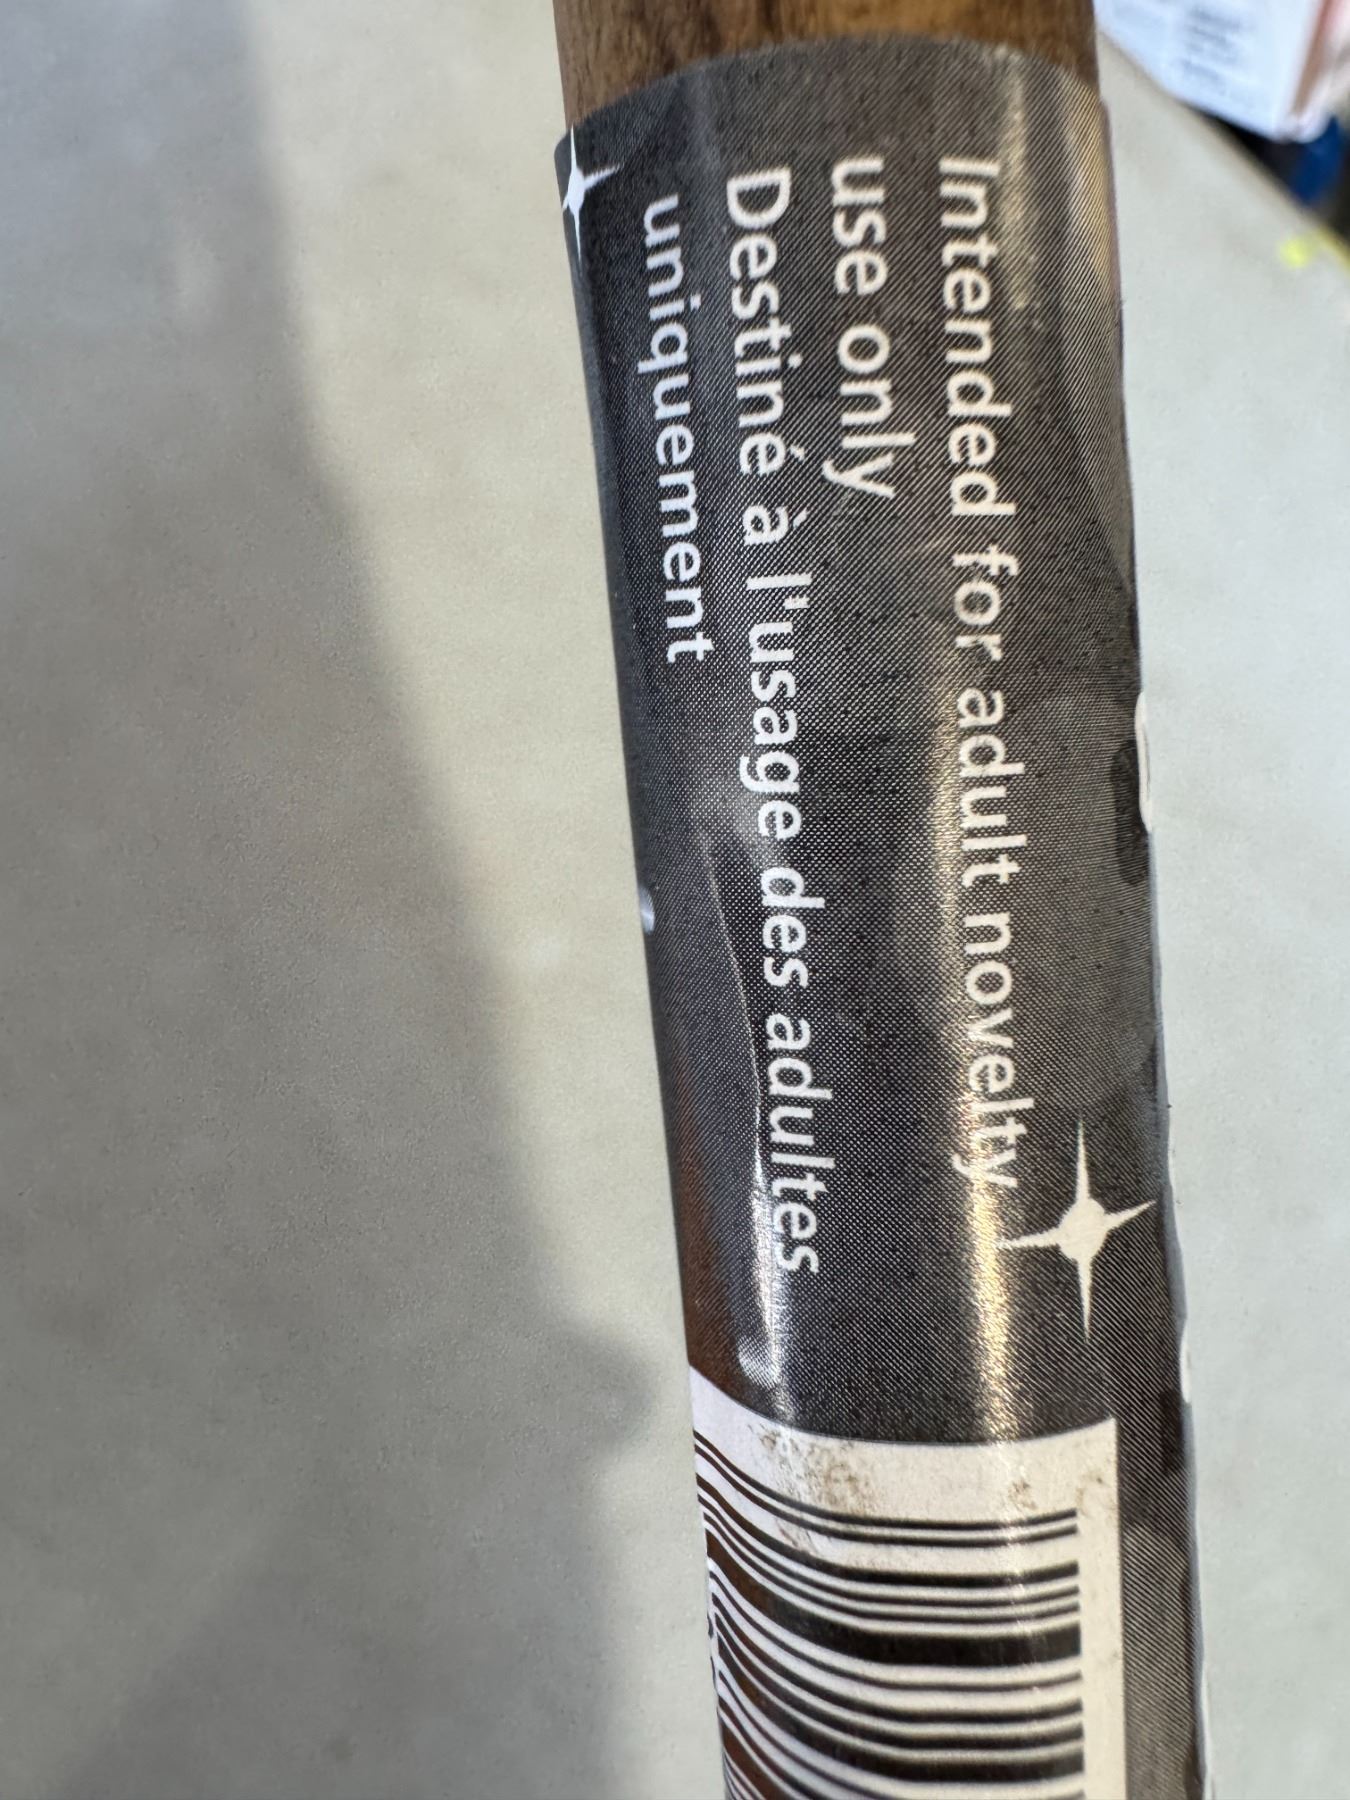 Intended for adult novelty
use only
Destiné à l'usage des adultes
uniquement